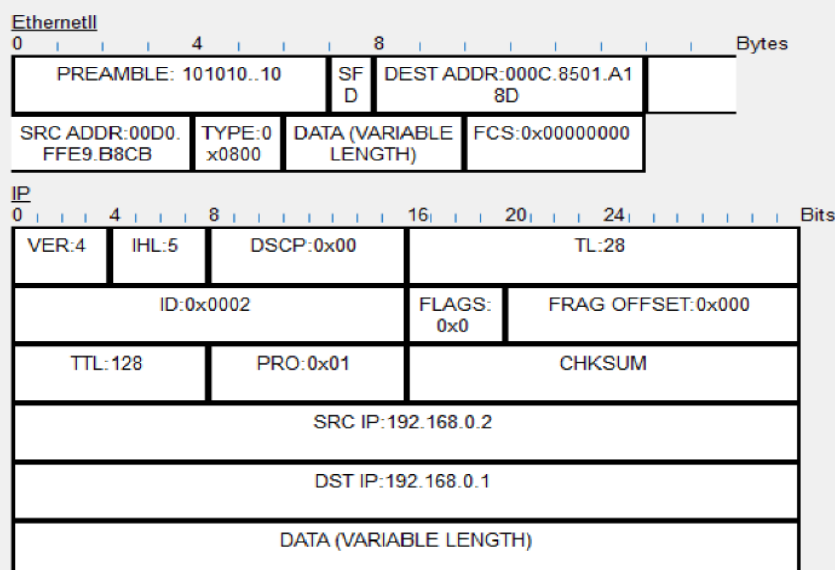 EthernetII
0 4 8 Bytes
PREAMBLE: 101010..10 SF DEST ADDR:000C.8501.A1
D 8D
SRC ADDR:00D0. TYPE:0 DATA (VARIABLE FCS:0x00000000
FFE9.B8CB x0800 LENGTH)
IP
0 4 8 16 20 24 Bits
VER:4 IHL:5 DSCP:0x00 TL:28
ID:0x0002 FLAGS: FRAG OFFSET:0x000
0x0
TTL:128 PRO:0x01 CHKSUM
SRC IP:192.168.0.2
DST IP:192.168.0.1
DATA (VARIABLE LENGTH)